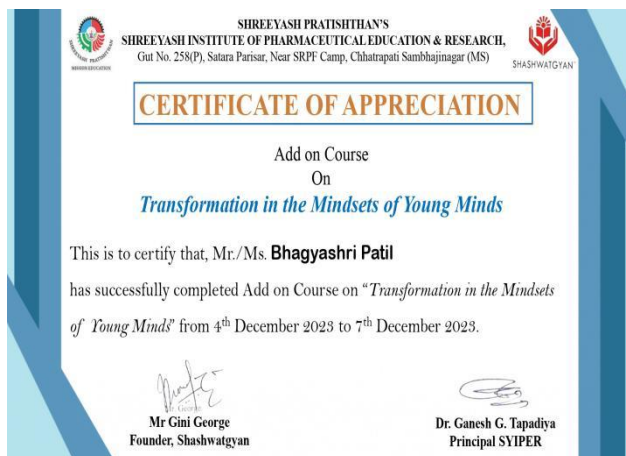 SHREEYASH PRATISHTHAN'S
SHREEYASH INSTITUTE OF PHARMACEUTICAL EDUCATION & RESEARCH,
Gut No. 258(P), Satara Parisar, Near SRPF Camp, Chhatrapati Sambhajinagar (MS)
SHASHWATGYAN
CERTIFICATE OF APPRECIATION
Add on Course
On
Transformation in the Mindsets of Young Minds
This is to certify that, Mr./Ms. Bhagyashri Patil
has successfully completed Add on Course on "Transformation in the Mindsets
of Young Minds" from 4th December 2023 to 7th December 2023.
Mr Gini George
Founder, Shashwatgyan
Dr. Ganesh G. Tapadiya
Principal SYIPER